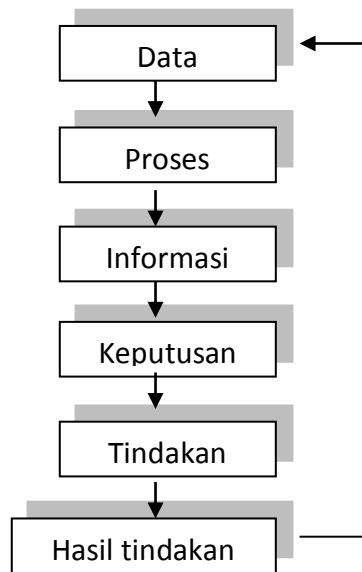 Data
Proses
Informasi
Keputusan
Tindakan
Hasil tindakan